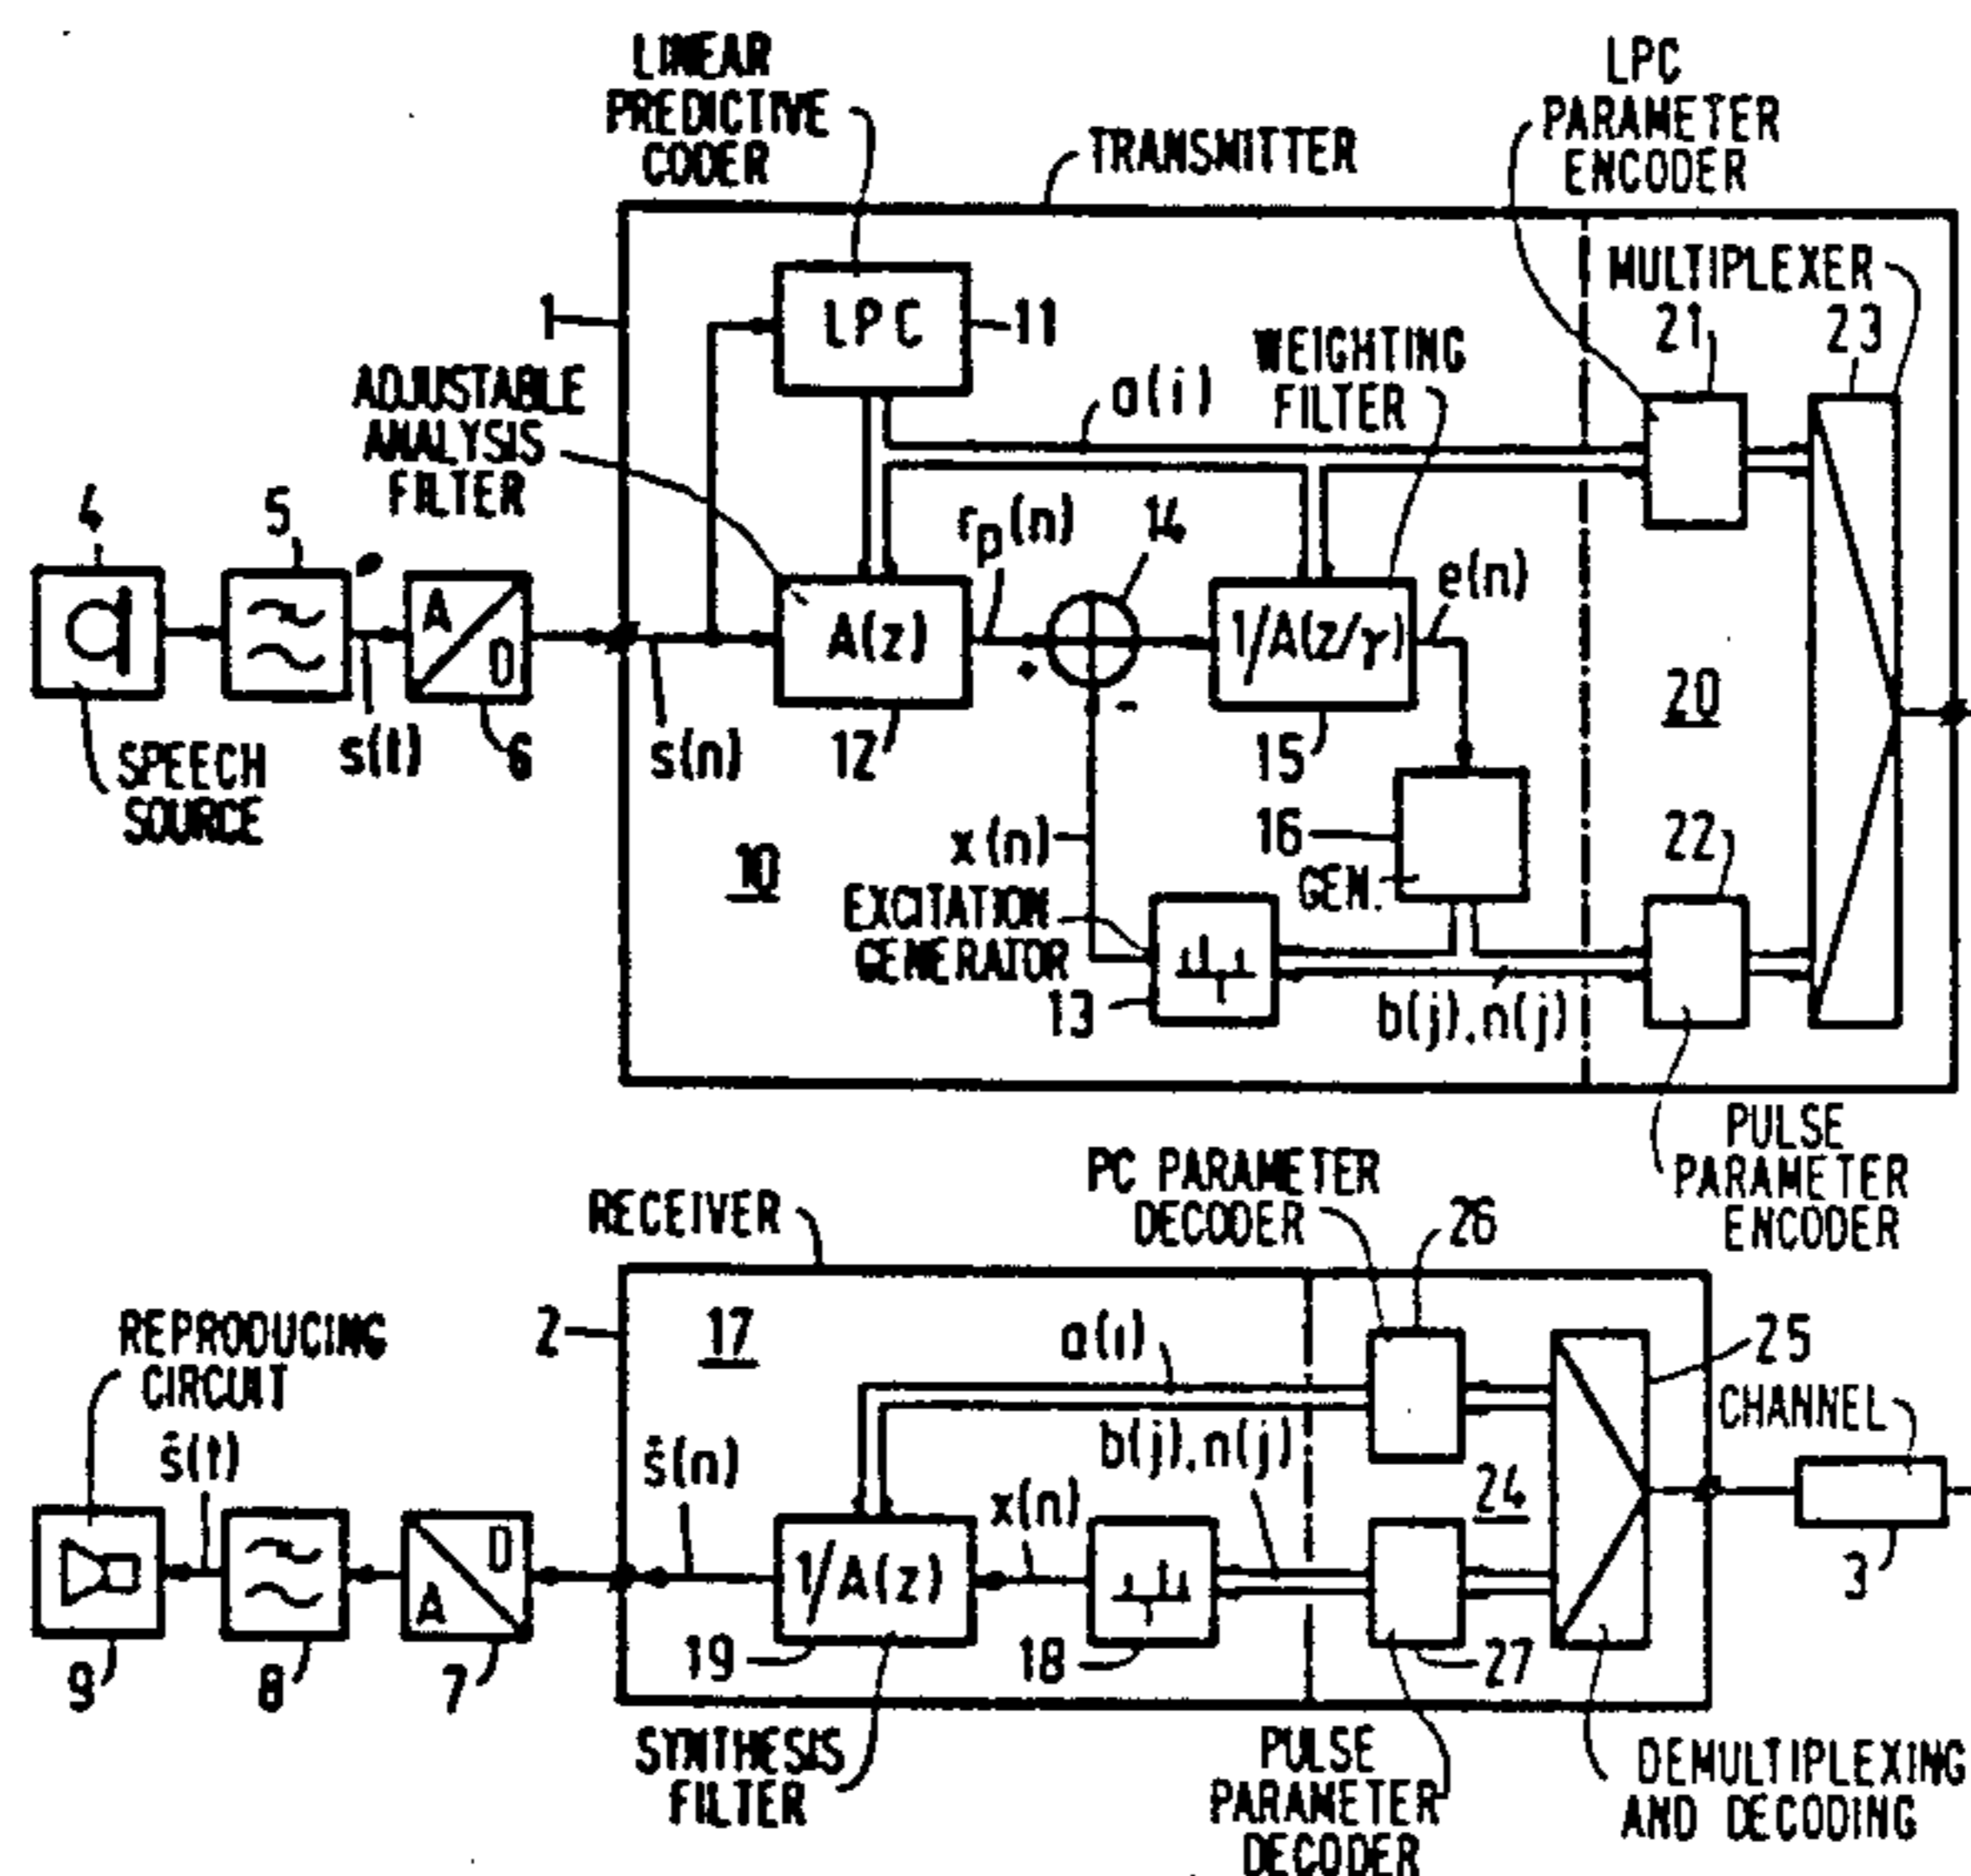 LINEAR
PREDICTIVE
CODER
TRANSMITTER
LPC
PARAMETER
ENCODER
MULTIPLEXER
1
LPC
11
21
23
ADJUSTABLE
ANALYSIS
FILTER
WEIGHTING
FILTER
a(i)
4
5
r_p(n)
14
e(n)
A
D
A(z)
+
-
1/A(z/γ)
SPEECH
SOURCE
s(t)
6
s(n)
12
15
20
x(n)
16
GEN.
22
10
EXCITATION
GENERATOR
13
b(j),n(j)
PULSE
PARAMETER
ENCODER
RECEIVER
PC PARAMETER
DECODER
26
REPRODUCING
CIRCUIT
2
17
a(i)
25
CHANNEL
ŝ(t)
ŝ(n)
x(n)
b(j),n(j)
24
D
A
1/A(z)
3
9
8
7
19
18
27
SYNTHESIS
FILTER
PULSE
PARAMETER
DECODER
DEMULTIPLEXING
AND DECODING